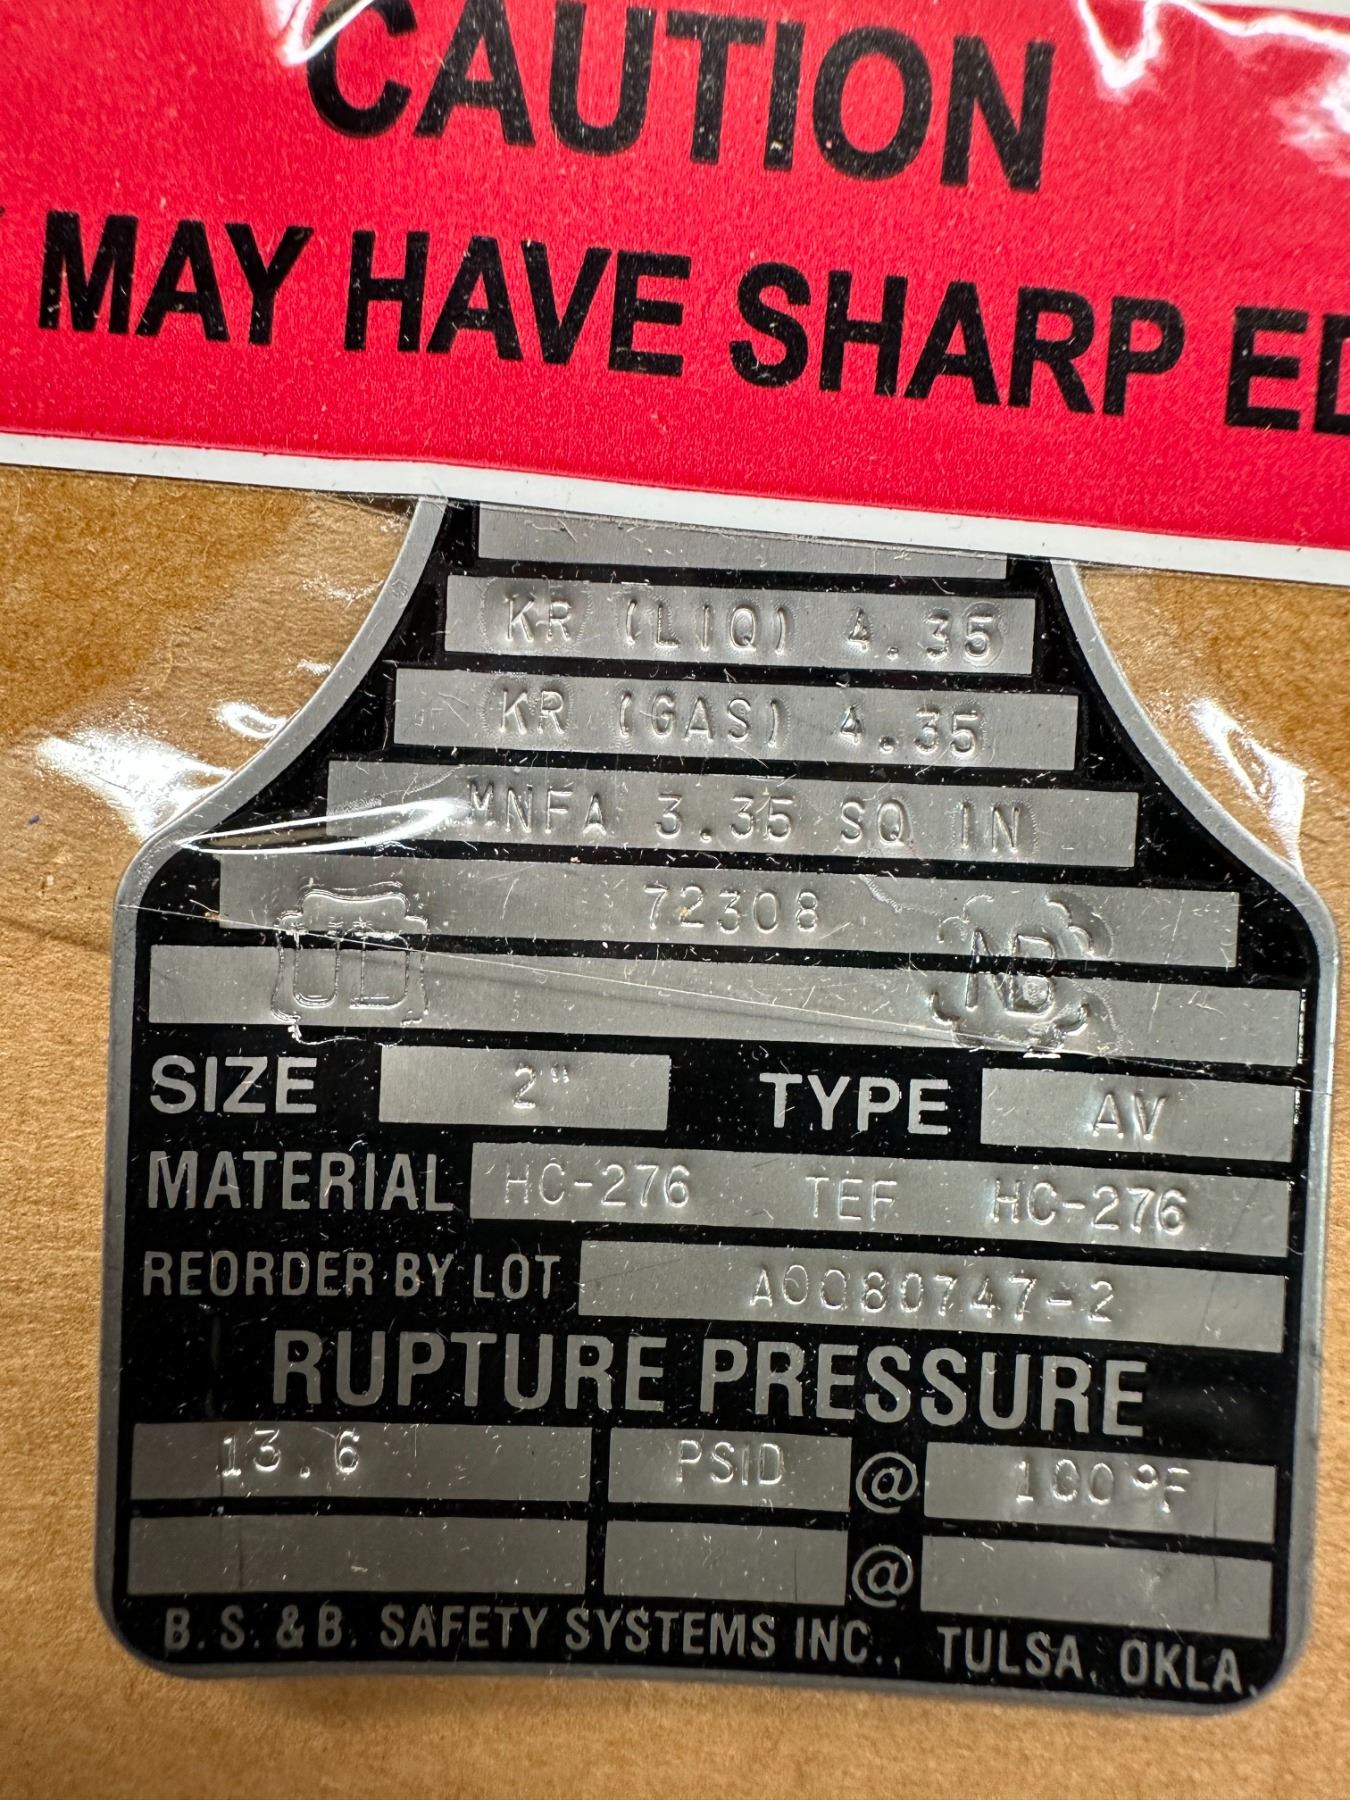 CAUTION
MAY HAVE SHARP ED
KR (LIQ) 4.35
KR (GAS) 4.35
MNFA 3.35 SQ IN
72308
UD NB
SIZE 2" TYPE AV
MATERIAL HC-276 TEF HC-276
REORDER BY LOT A0080747-2
RUPTURE PRESSURE
13.6 PSID @ 100°F
@
B.S.&B. SAFETY SYSTEMS INC., TULSA, OKLA.